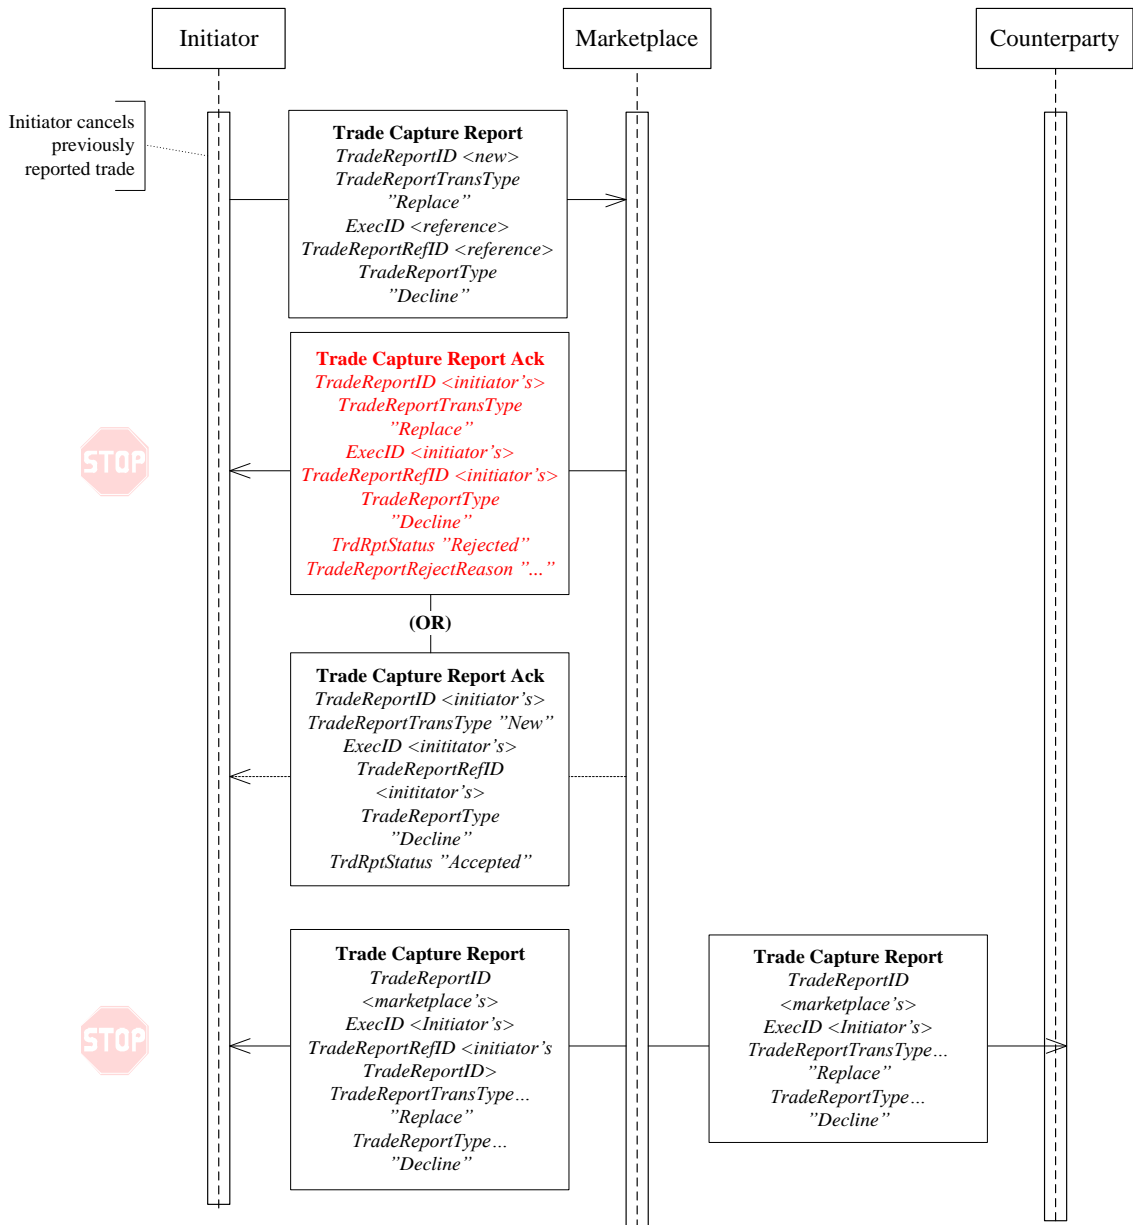 Initiator
Marketplace
Counterparty
Initiator cancels
previously
reported trade
Trade Capture Report
TradeReportID <new>
TradeReportTransType
"Replace"
ExecID <reference>
TradeReportRefID <reference>
TradeReportType
"Decline"
Trade Capture Report Ack
TradeReportID <initiator's>
TradeReportTransType
"Replace"
ExecID <initiator's>
TradeReportRefID <initiator's>
TradeReportType
"Decline"
TrdRptStatus "Rejected"
TradeReportRejectReason "..."
STOP
(OR)
Trade Capture Report Ack
TradeReportID <initiator's>
TradeReportTransType "New"
ExecID <inititator's>
TradeReportRefID
<inititator's>
TradeReportType
"Decline"
TrdRptStatus "Accepted"
Trade Capture Report
TradeReportID
<marketplace's>
ExecID <Initiator's>
TradeReportRefID <initiator's
TradeReportID>
TradeReportTransType...
"Replace"
TradeReportType...
"Decline"
STOP
Trade Capture Report
TradeReportID
<marketplace's>
ExecID <Initiator's>
TradeReportTransType...
"Replace"
TradeReportType...
"Decline"